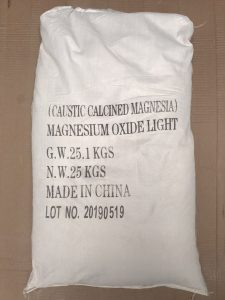 (CAUSTIC CALCINED MAGNESIA)
MAGNESIUM OXIDE LIGHT
G.W.25.1 KGS
N.W.25 KGS
MADE IN CHINA
LOT NO. 20190519